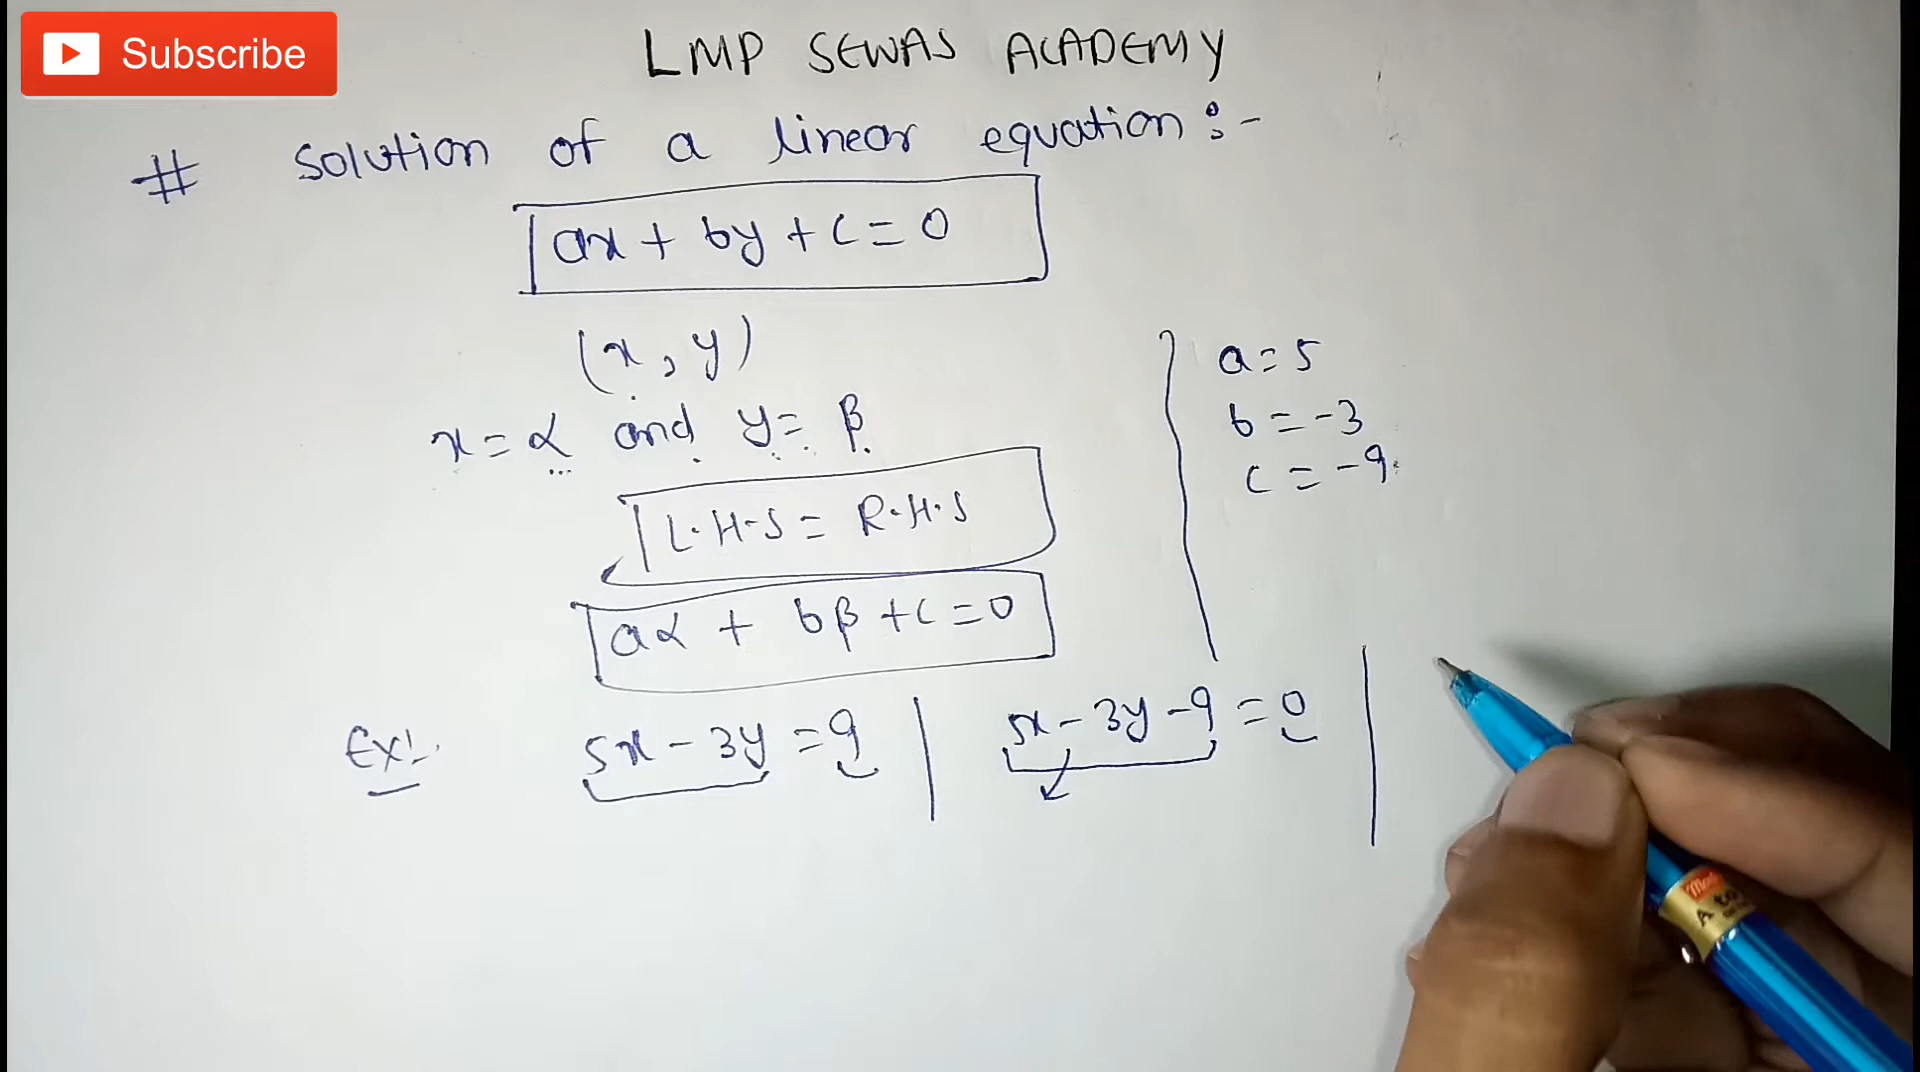 Subscribe
LMP SEWAS ACADEMY
# Solution of a linear equation :-
ax + by + c = 0
(x, y)
x = α and y = β
L.H.S = R.H.S
aα + bβ + c = 0
a = 5
b = -3
c = -9
Ex:- 5x - 3y = 9 | 5x - 3y - 9 = 0
A to